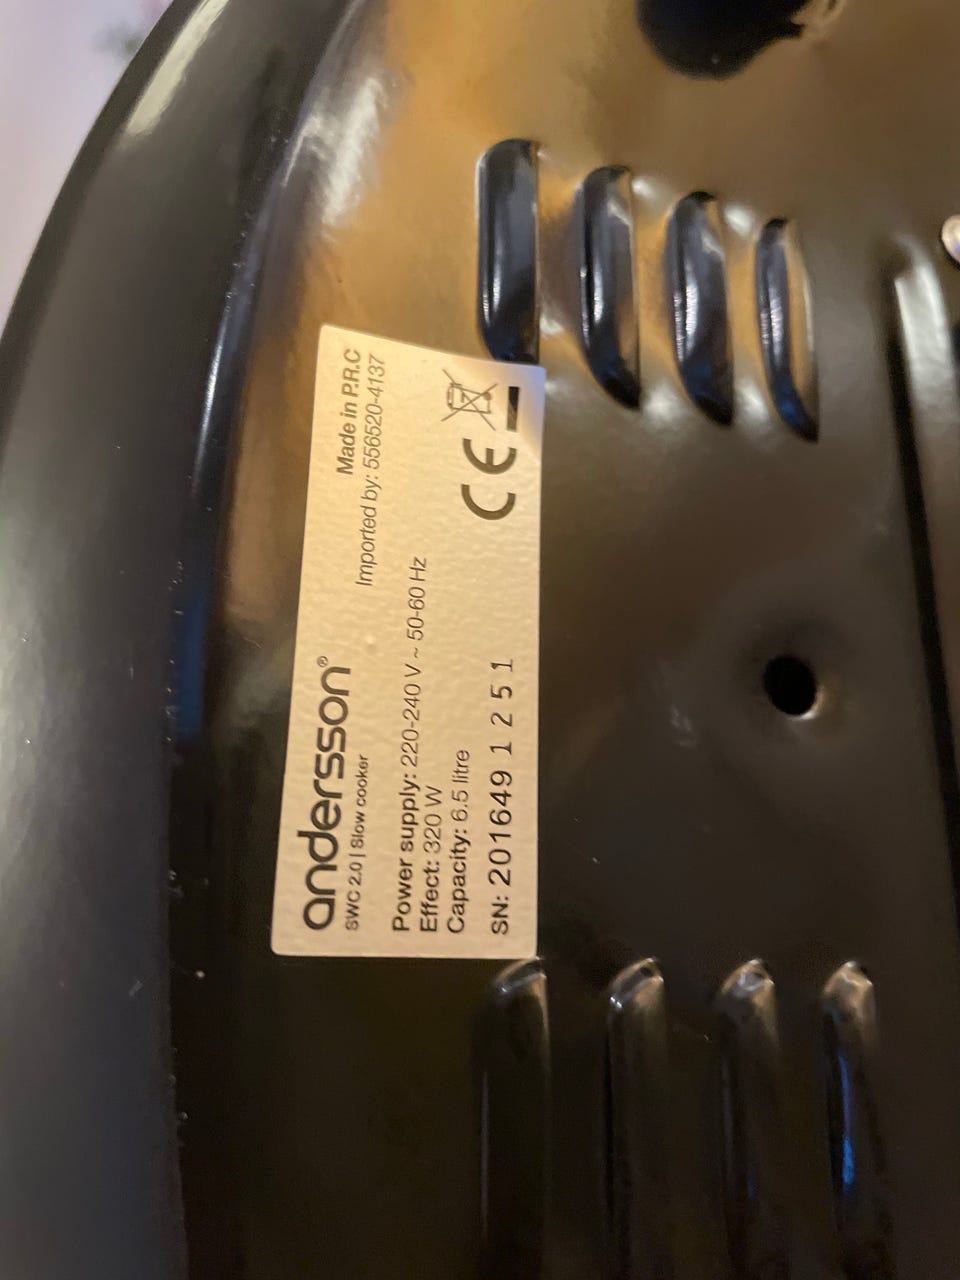 andersson®
SWC 2.0 | Slow cooker
Made in P.R.C
Imported by: 556520-4137
Power supply: 220-240 V ~ 50-60 Hz
Effect: 320 W
Capacity: 6.5 litre
SN: 201649 1 2 5 1
CE